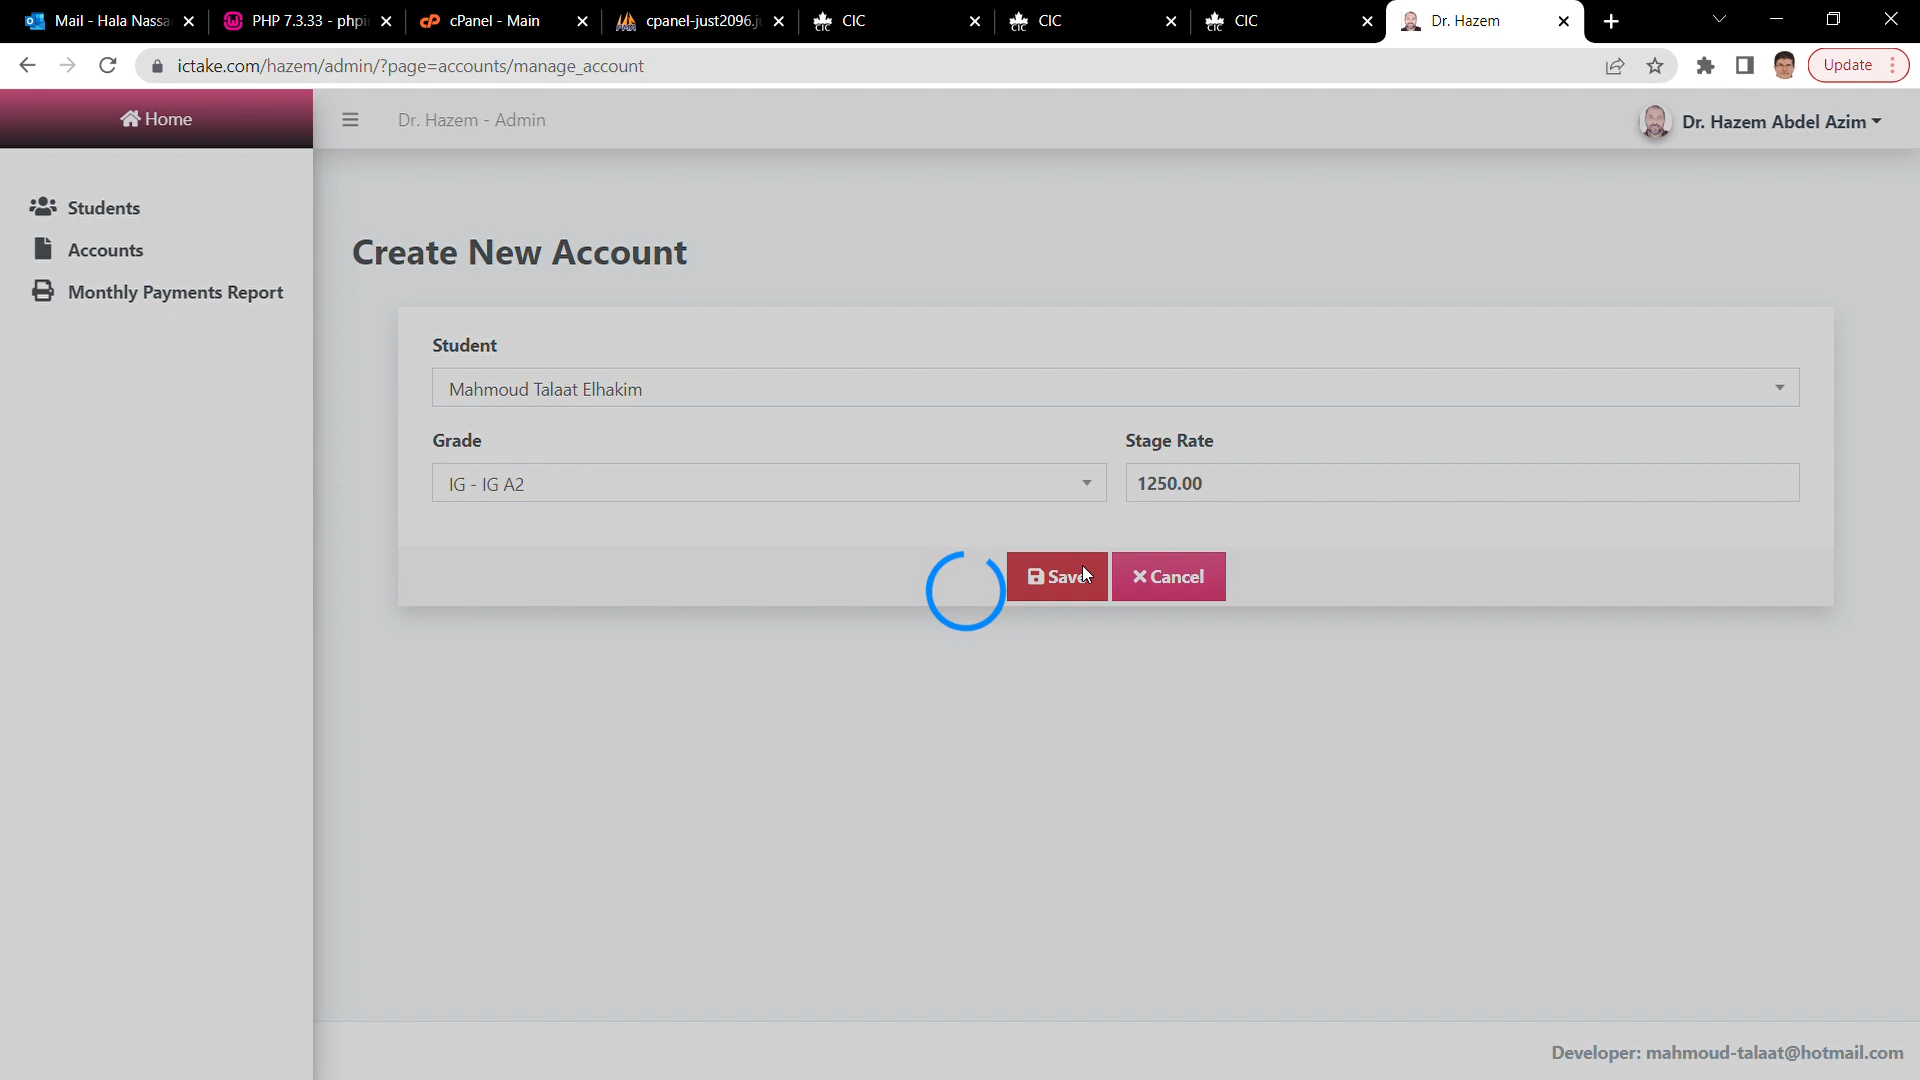 Mail - Hala Nassa
PHP 7.3.33 - phpi
cPanel - Main
cpanel-just2096.ju
CIC
CIC
CIC
Dr. Hazem
ictake.com/hazem/admin/?page=accounts/manage_account
Update
Home
Dr. Hazem - Admin
Dr. Hazem Abdel Azim
Students
Accounts
Monthly Payments Report
Create New Account
Student
Mahmoud Talaat Elhakim
Grade
Stage Rate
IG - IG A2
1250.00
Save
Cancel
Developer: mahmoud-talaat@hotmail.com